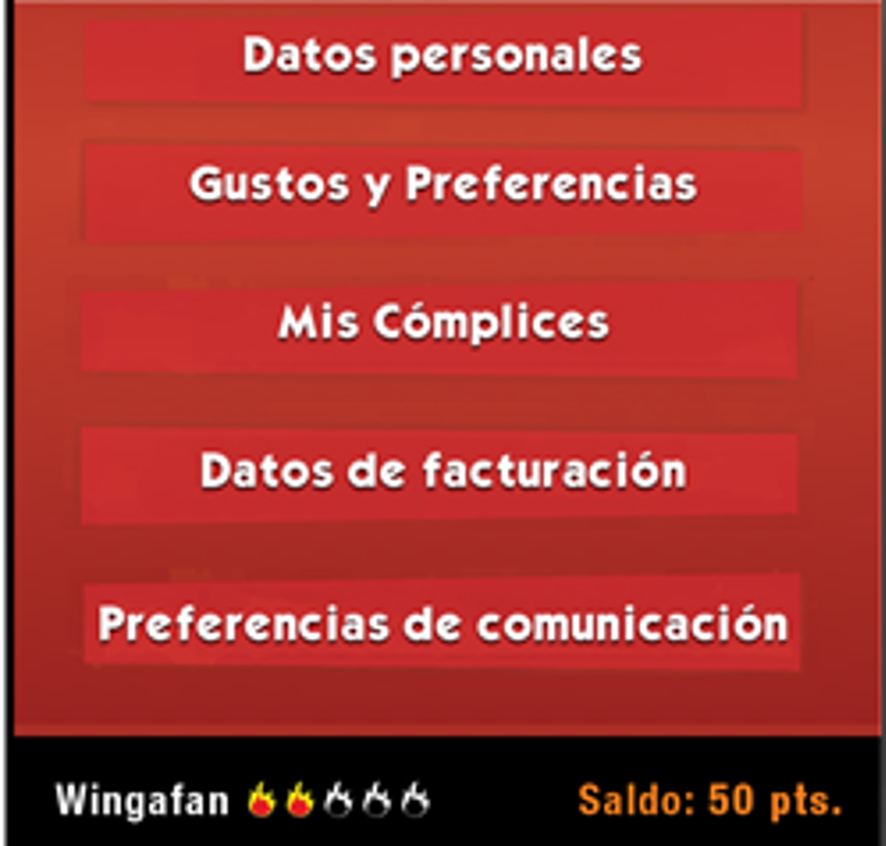 Datos personales
Gustos y Preferencias
Mis Cómplices
Datos de facturación
Preferencias de comunicación
Wingafan Saldo: 50 pts.